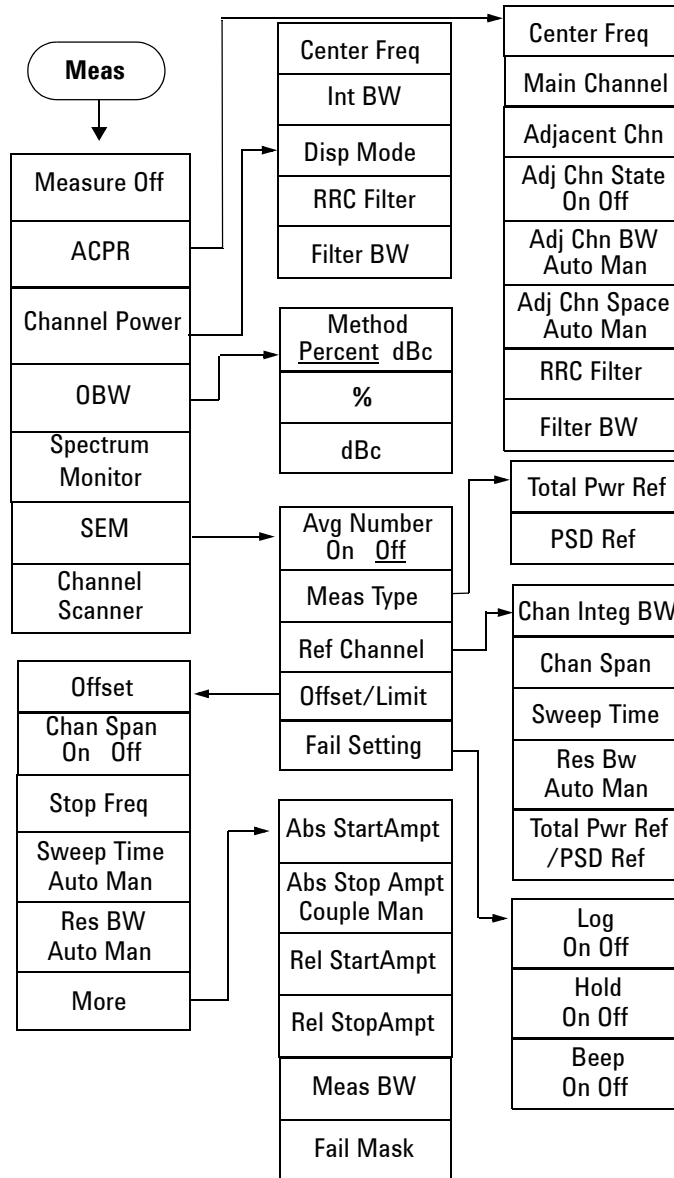 Meas
Measure Off
ACPR
Channel Power
OBW
Spectrum
Monitor
SEM
Channel
Scanner
Center Freq
Int BW
Disp Mode
RRC Filter
Filter BW
Center Freq
Main Channel
Adjacent Chn
Adj Chn State
On Off
Adj Chn BW
Auto Man
Adj Chn Space
Auto Man
RRC Filter
Filter BW
Method
Percent dBc
%
dBc
Avg Number
On Off
Meas Type
Ref Channel
Offset/Limit
Fail Setting
Total Pwr Ref
PSD Ref
Chan Integ BW
Chan Span
Sweep Time
Res Bw
Auto Man
Total Pwr Ref
/PSD Ref
Offset
Chan Span
On Off
Stop Freq
Sweep Time
Auto Man
Res BW
Auto Man
More
Abs StartAmpt
Abs Stop Ampt
Couple Man
Rel StartAmpt
Rel StopAmpt
Meas BW
Fail Mask
Log
On Off
Hold
On Off
Beep
On Off